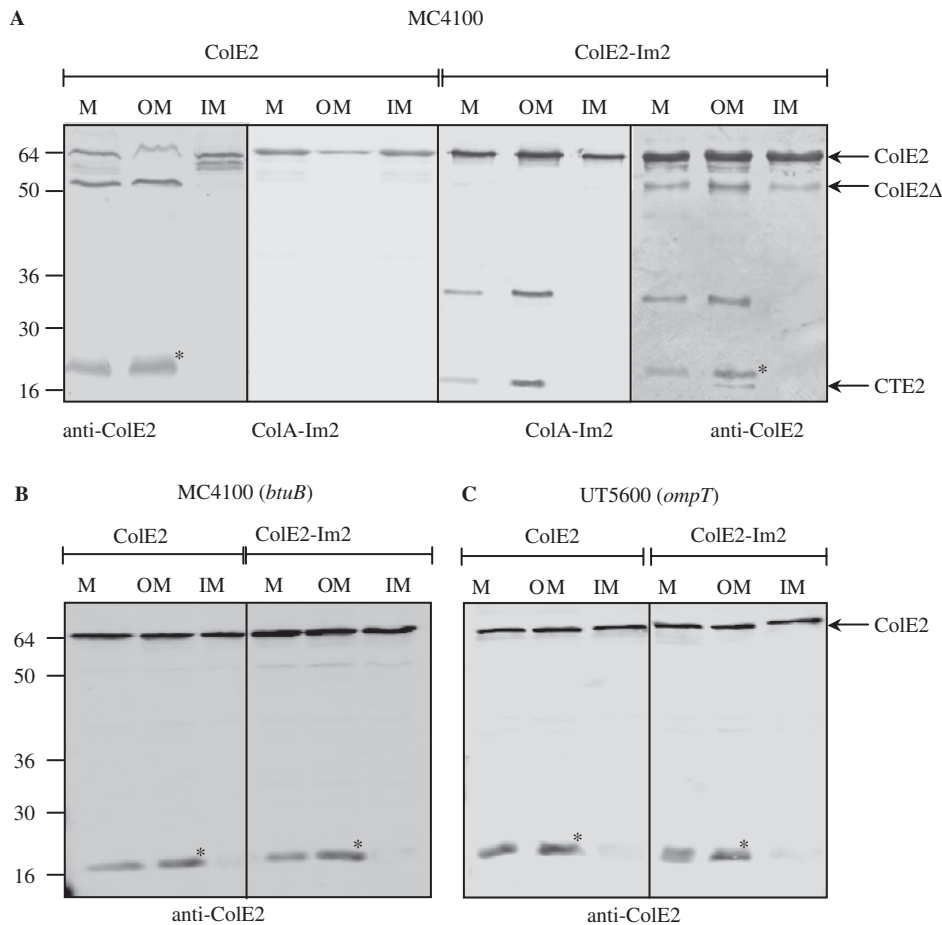 A
MC4100
ColE2
ColE2-Im2
M OM IM M OM IM M OM IM M OM IM
64
50
36
30
16
*
*
ColE2
ColE2Δ
CTE2
anti-ColE2 ColA-Im2 ColA-Im2 anti-ColE2
B
MC4100 (btuB)
ColE2 ColE2-Im2
M OM IM M OM IM
64
50
36
30
16
*
*
anti-ColE2
C
UT5600 (ompT)
ColE2 ColE2-Im2
M OM IM M OM IM
ColE2
*
*
anti-ColE2